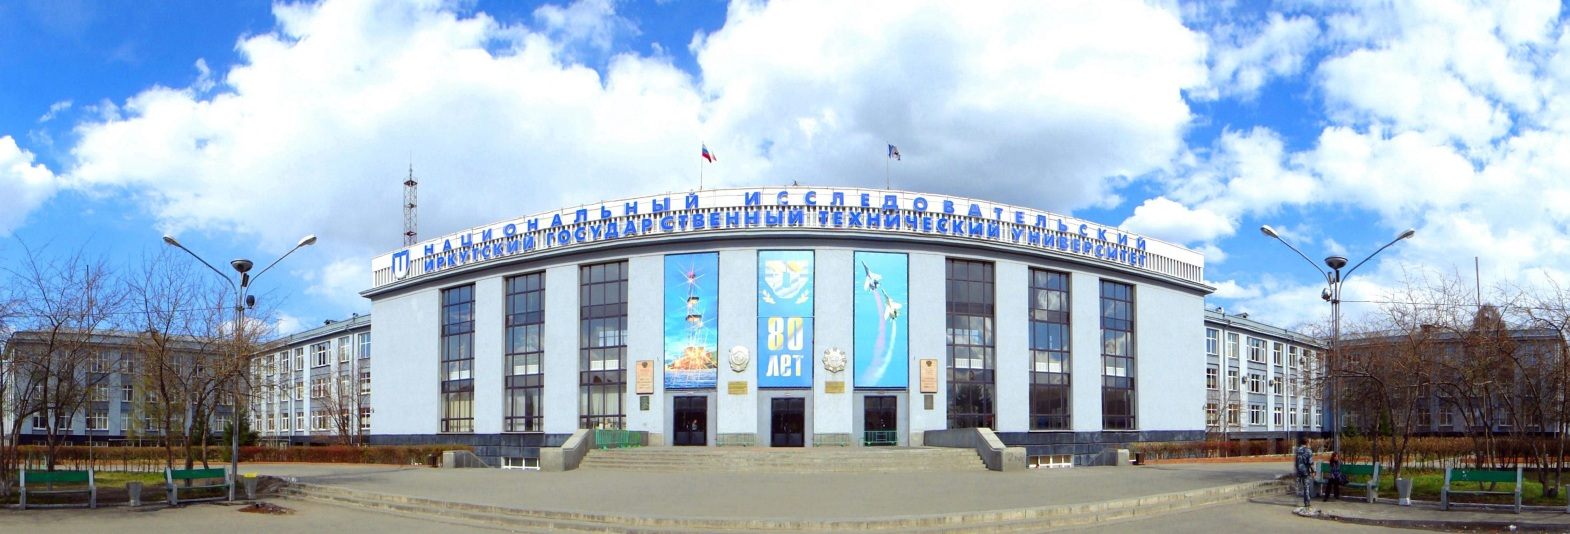 НАЦИОНАЛЬНЫЙ ИССЛЕДОВАТЕЛЬСКИЙ
ИРКУТСКИЙ ГОСУДАРСТВЕННЫЙ ТЕХНИЧЕСКИЙ УНИВЕРСИТЕТ
80
ЛЕТ